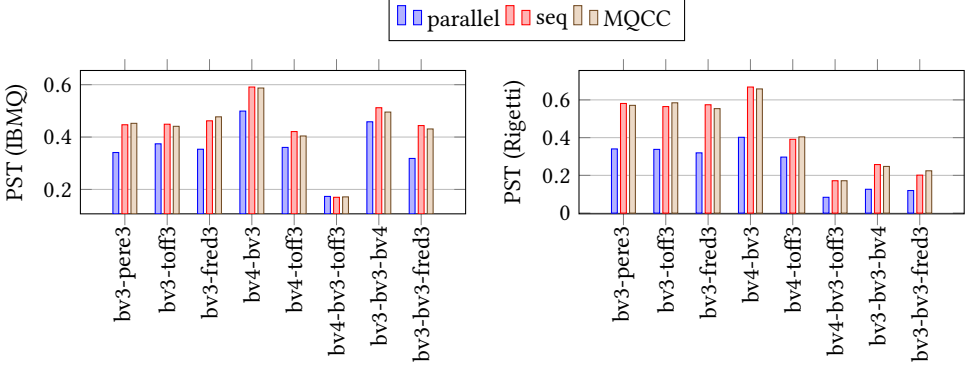 parallel seq MQCC
PST (IBMQ)
0.6
0.4
0.2
bv3-pere3
bv3-toff3
bv3-fred3
bv4-bv3
bv4-toff3
bv4-bv3-toff3
bv3-bv3-bv4
bv3-bv3-fred3
PST (Rigetti)
0.6
0.4
0.2
0
bv3-pere3
bv3-toff3
bv3-fred3
bv4-bv3
bv4-toff3
bv4-bv3-toff3
bv3-bv3-bv4
bv3-bv3-fred3